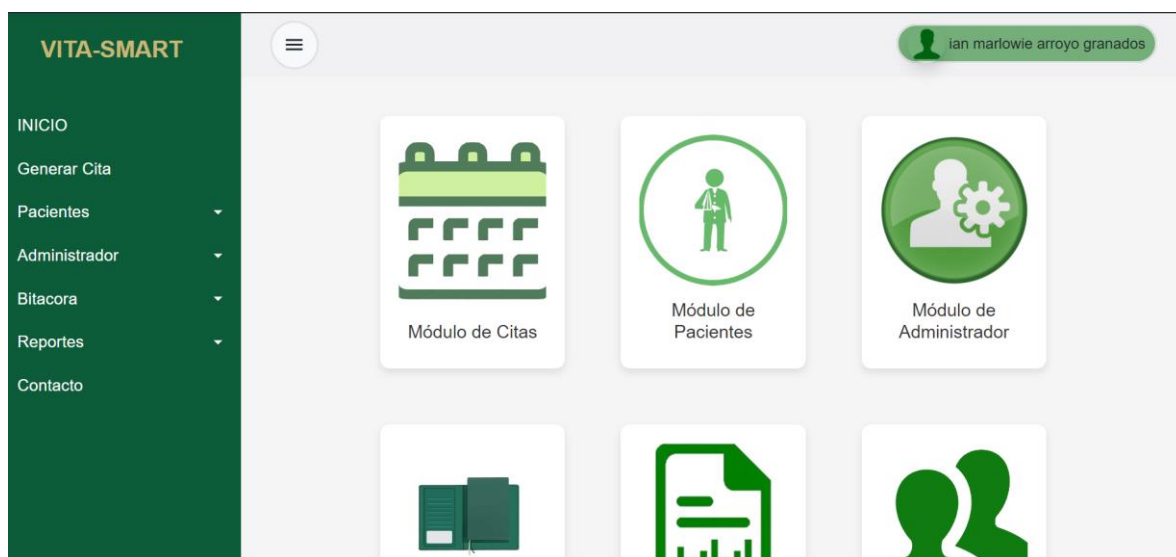 VITA-SMART
ian marlowie arroyo granados
INICIO
Generar Cita
Pacientes
Administrador
Bitacora
Reportes
Contacto
Módulo de Citas
Módulo de
Pacientes
Módulo de
Administrador